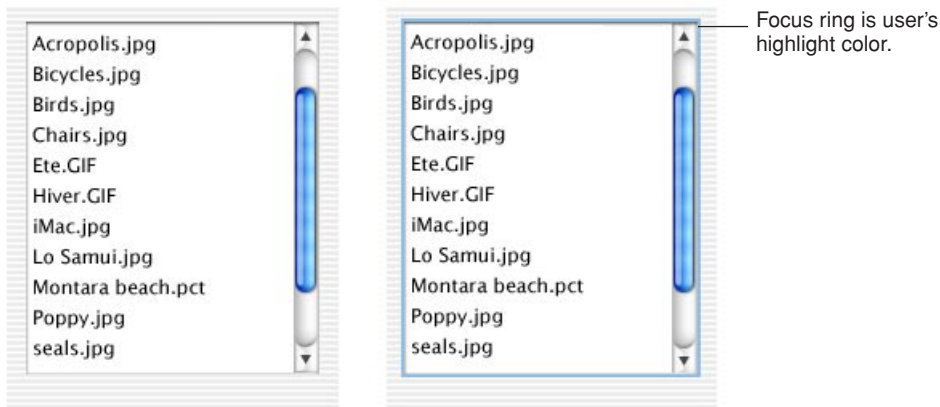 Acropolis.jpg
Bicycles.jpg
Birds.jpg
Chairs.jpg
Ete.GIF
Hiver.GIF
iMac.jpg
Lo Samui.jpg
Montara beach.pct
Poppy.jpg
seals.jpg
Acropolis.jpg
Bicycles.jpg
Birds.jpg
Chairs.jpg
Ete.GIF
Hiver.GIF
iMac.jpg
Lo Samui.jpg
Montara beach.pct
Poppy.jpg
seals.jpg
Focus ring is user's
highlight color.